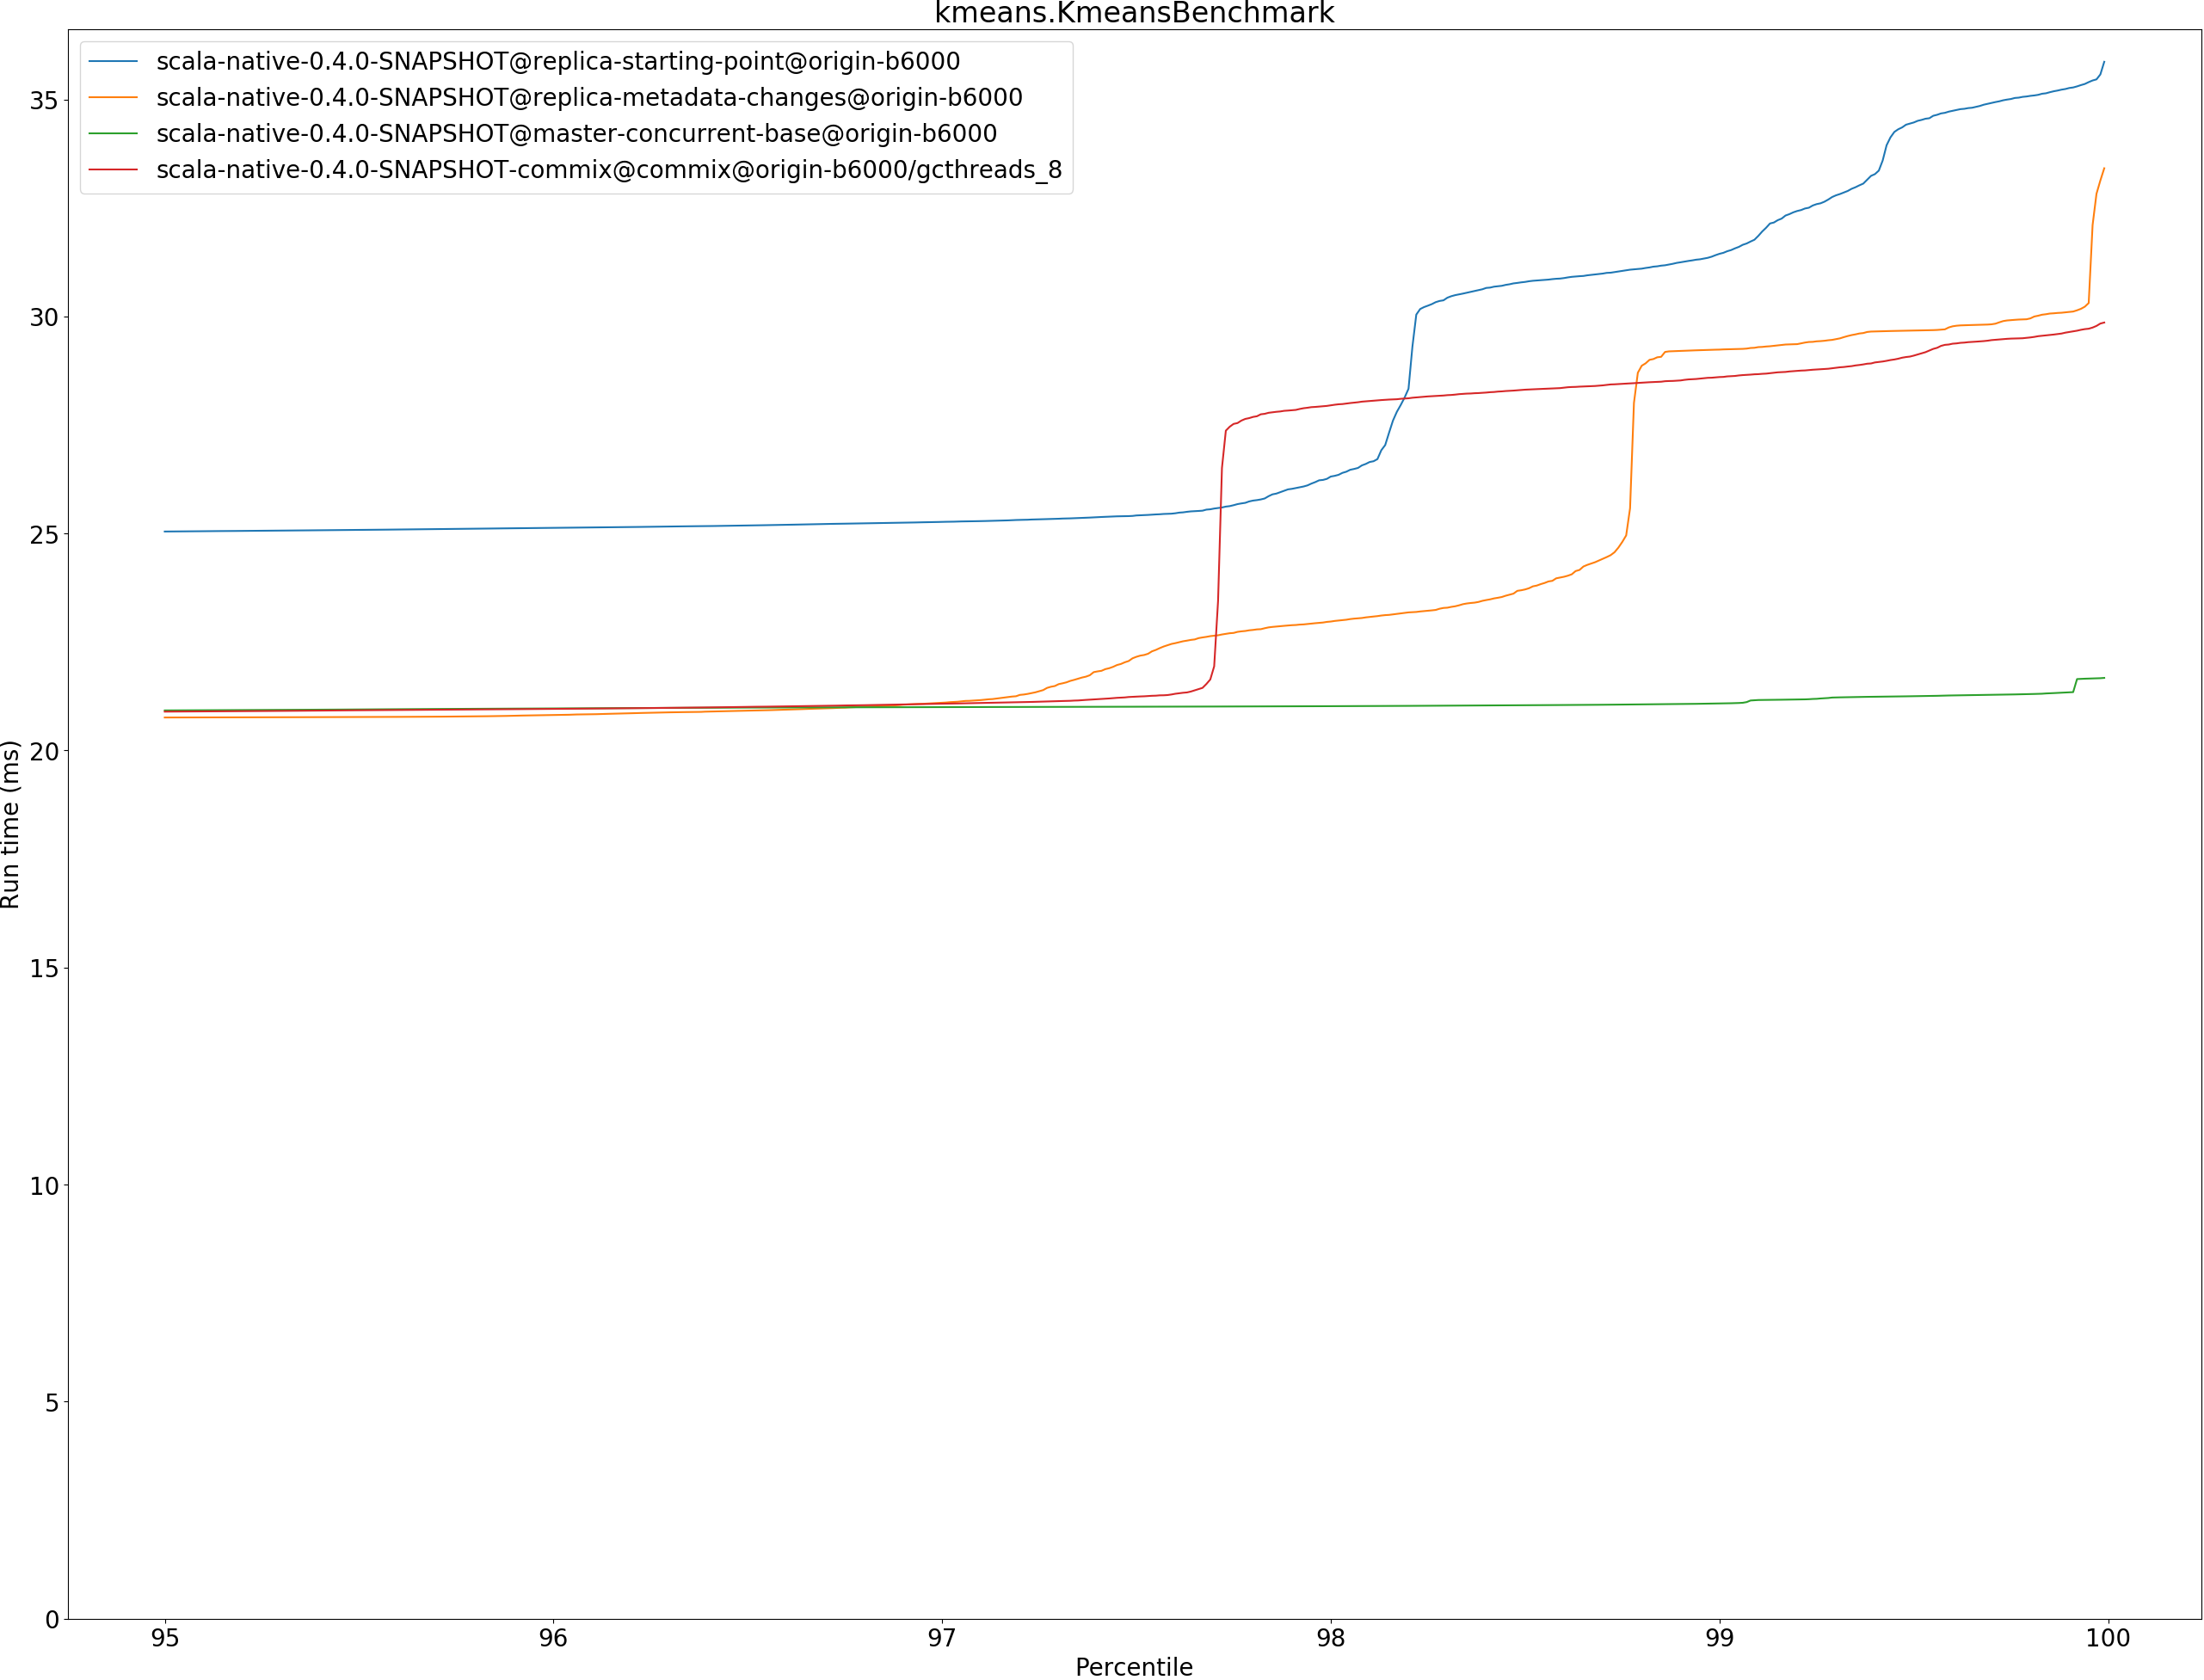 kmeans.KmeansBenchmark
scala-native-0.4.0-SNAPSHOT@replica-starting-point@origin-b6000
scala-native-0.4.0-SNAPSHOT@replica-metadata-changes@origin-b6000
scala-native-0.4.0-SNAPSHOT@master-concurrent-base@origin-b6000
scala-native-0.4.0-SNAPSHOT-commix@commix@origin-b6000/gcthreads_8
35
30
25
20
15
10
5
0
Run time (ms)
95 96 97 98 99 100
Percentile